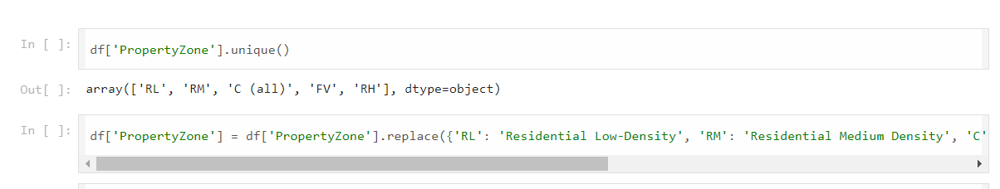 In [ ]:
df['PropertyZone'].unique()
Out[ ]:
array(['RL', 'RM', 'C (all)', 'FV', 'RH'], dtype=object)
In [ ]:
df['PropertyZone'] = df['PropertyZone'].replace({'RL': 'Residential Low-Density', 'RM': 'Residential Medium Density', 'C'